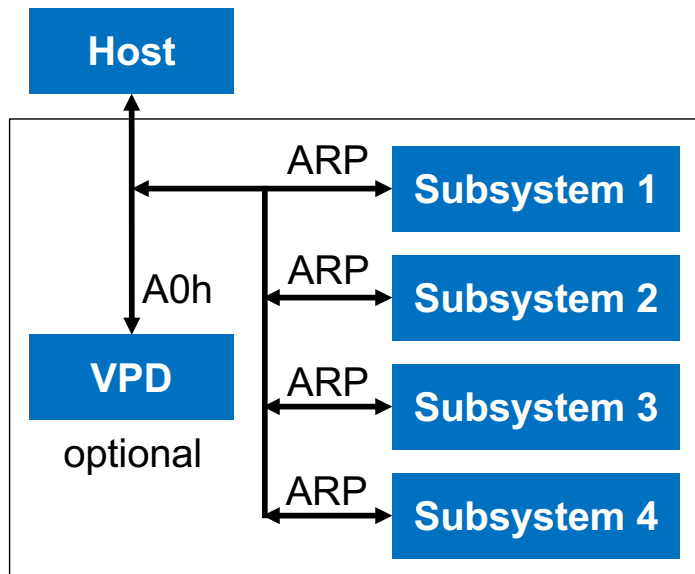 Host
ARP
Subsystem 1
ARP
Subsystem 2
A0h
VPD
optional
ARP
Subsystem 3
ARP
Subsystem 4